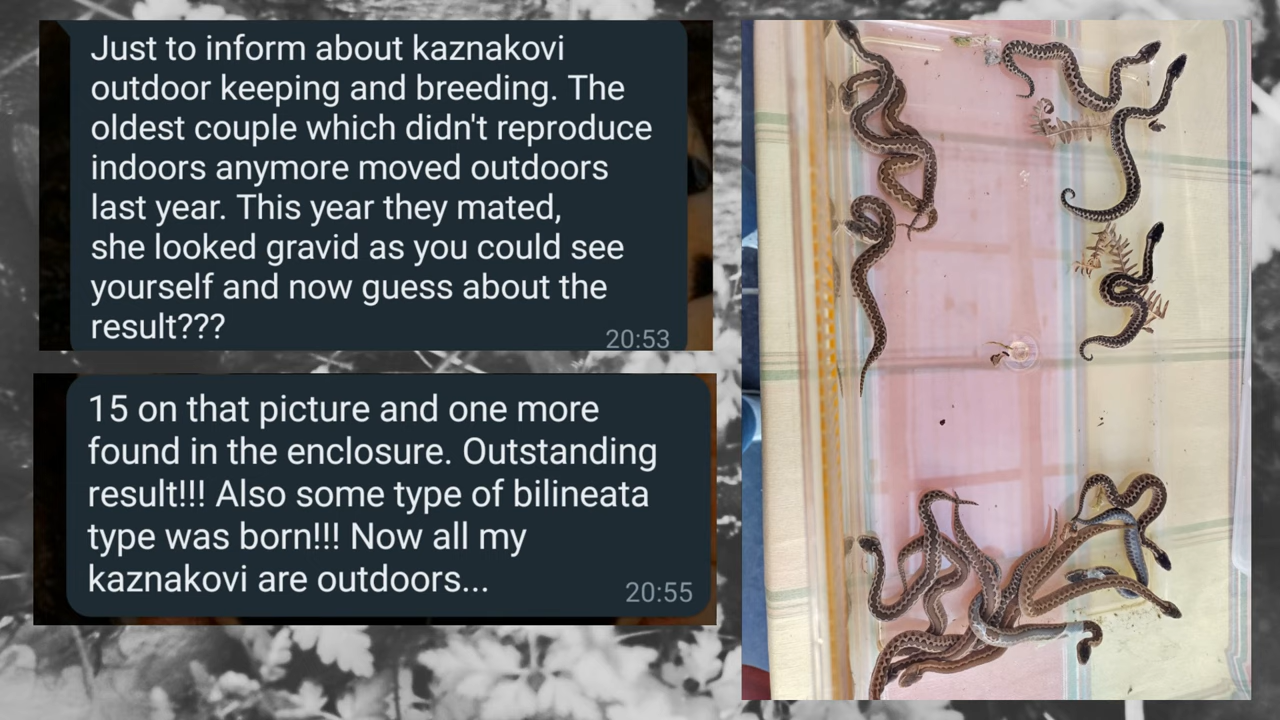 Just to inform about kaznakovi
outdoor keeping and breeding. The
oldest couple which didn't reproduce
indoors anymore moved outdoors
last year. This year they mated,
she looked gravid as you could see
yourself and now guess about the
result???
20:53
15 on that picture and one more
found in the enclosure. Outstanding
result!!! Also some type of bilineata
type was born!!! Now all my
kaznakovi are outdoors...
20:55